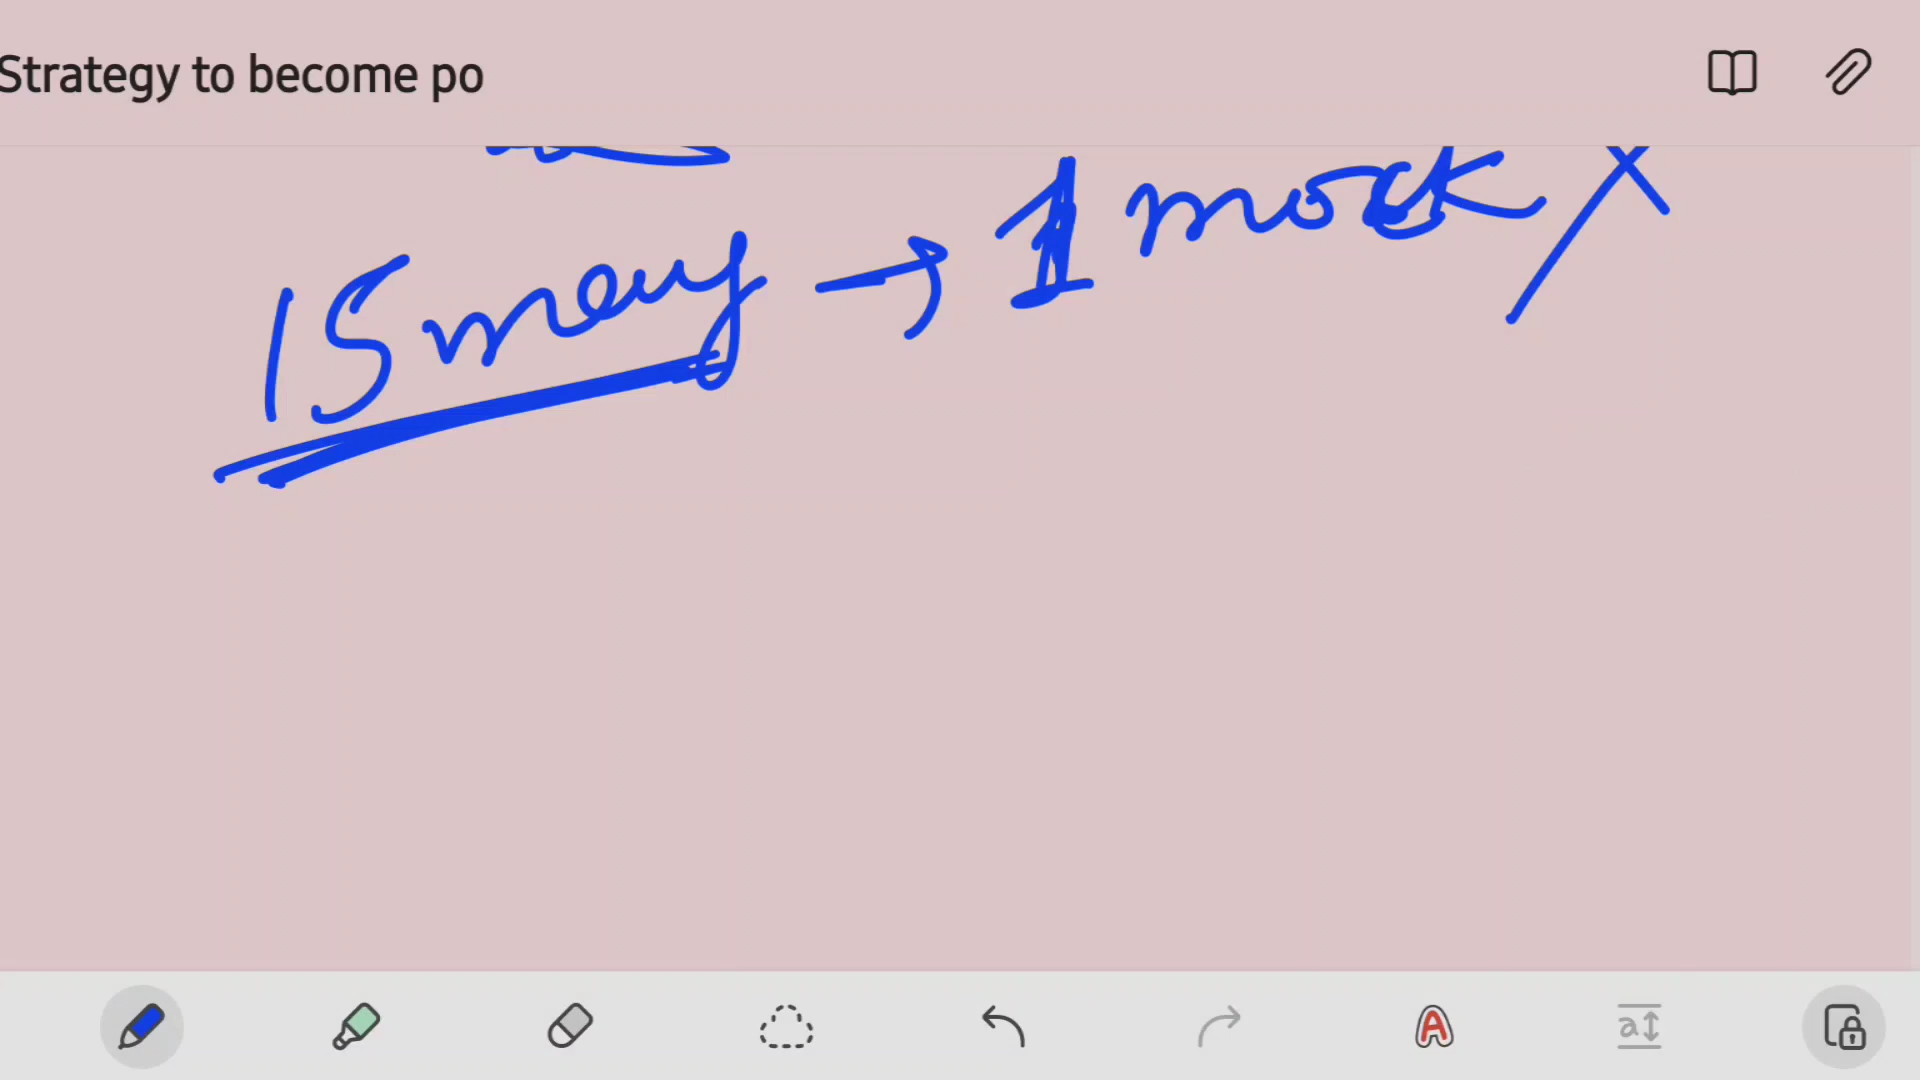 Strategy to become po
15 may → 1 mock